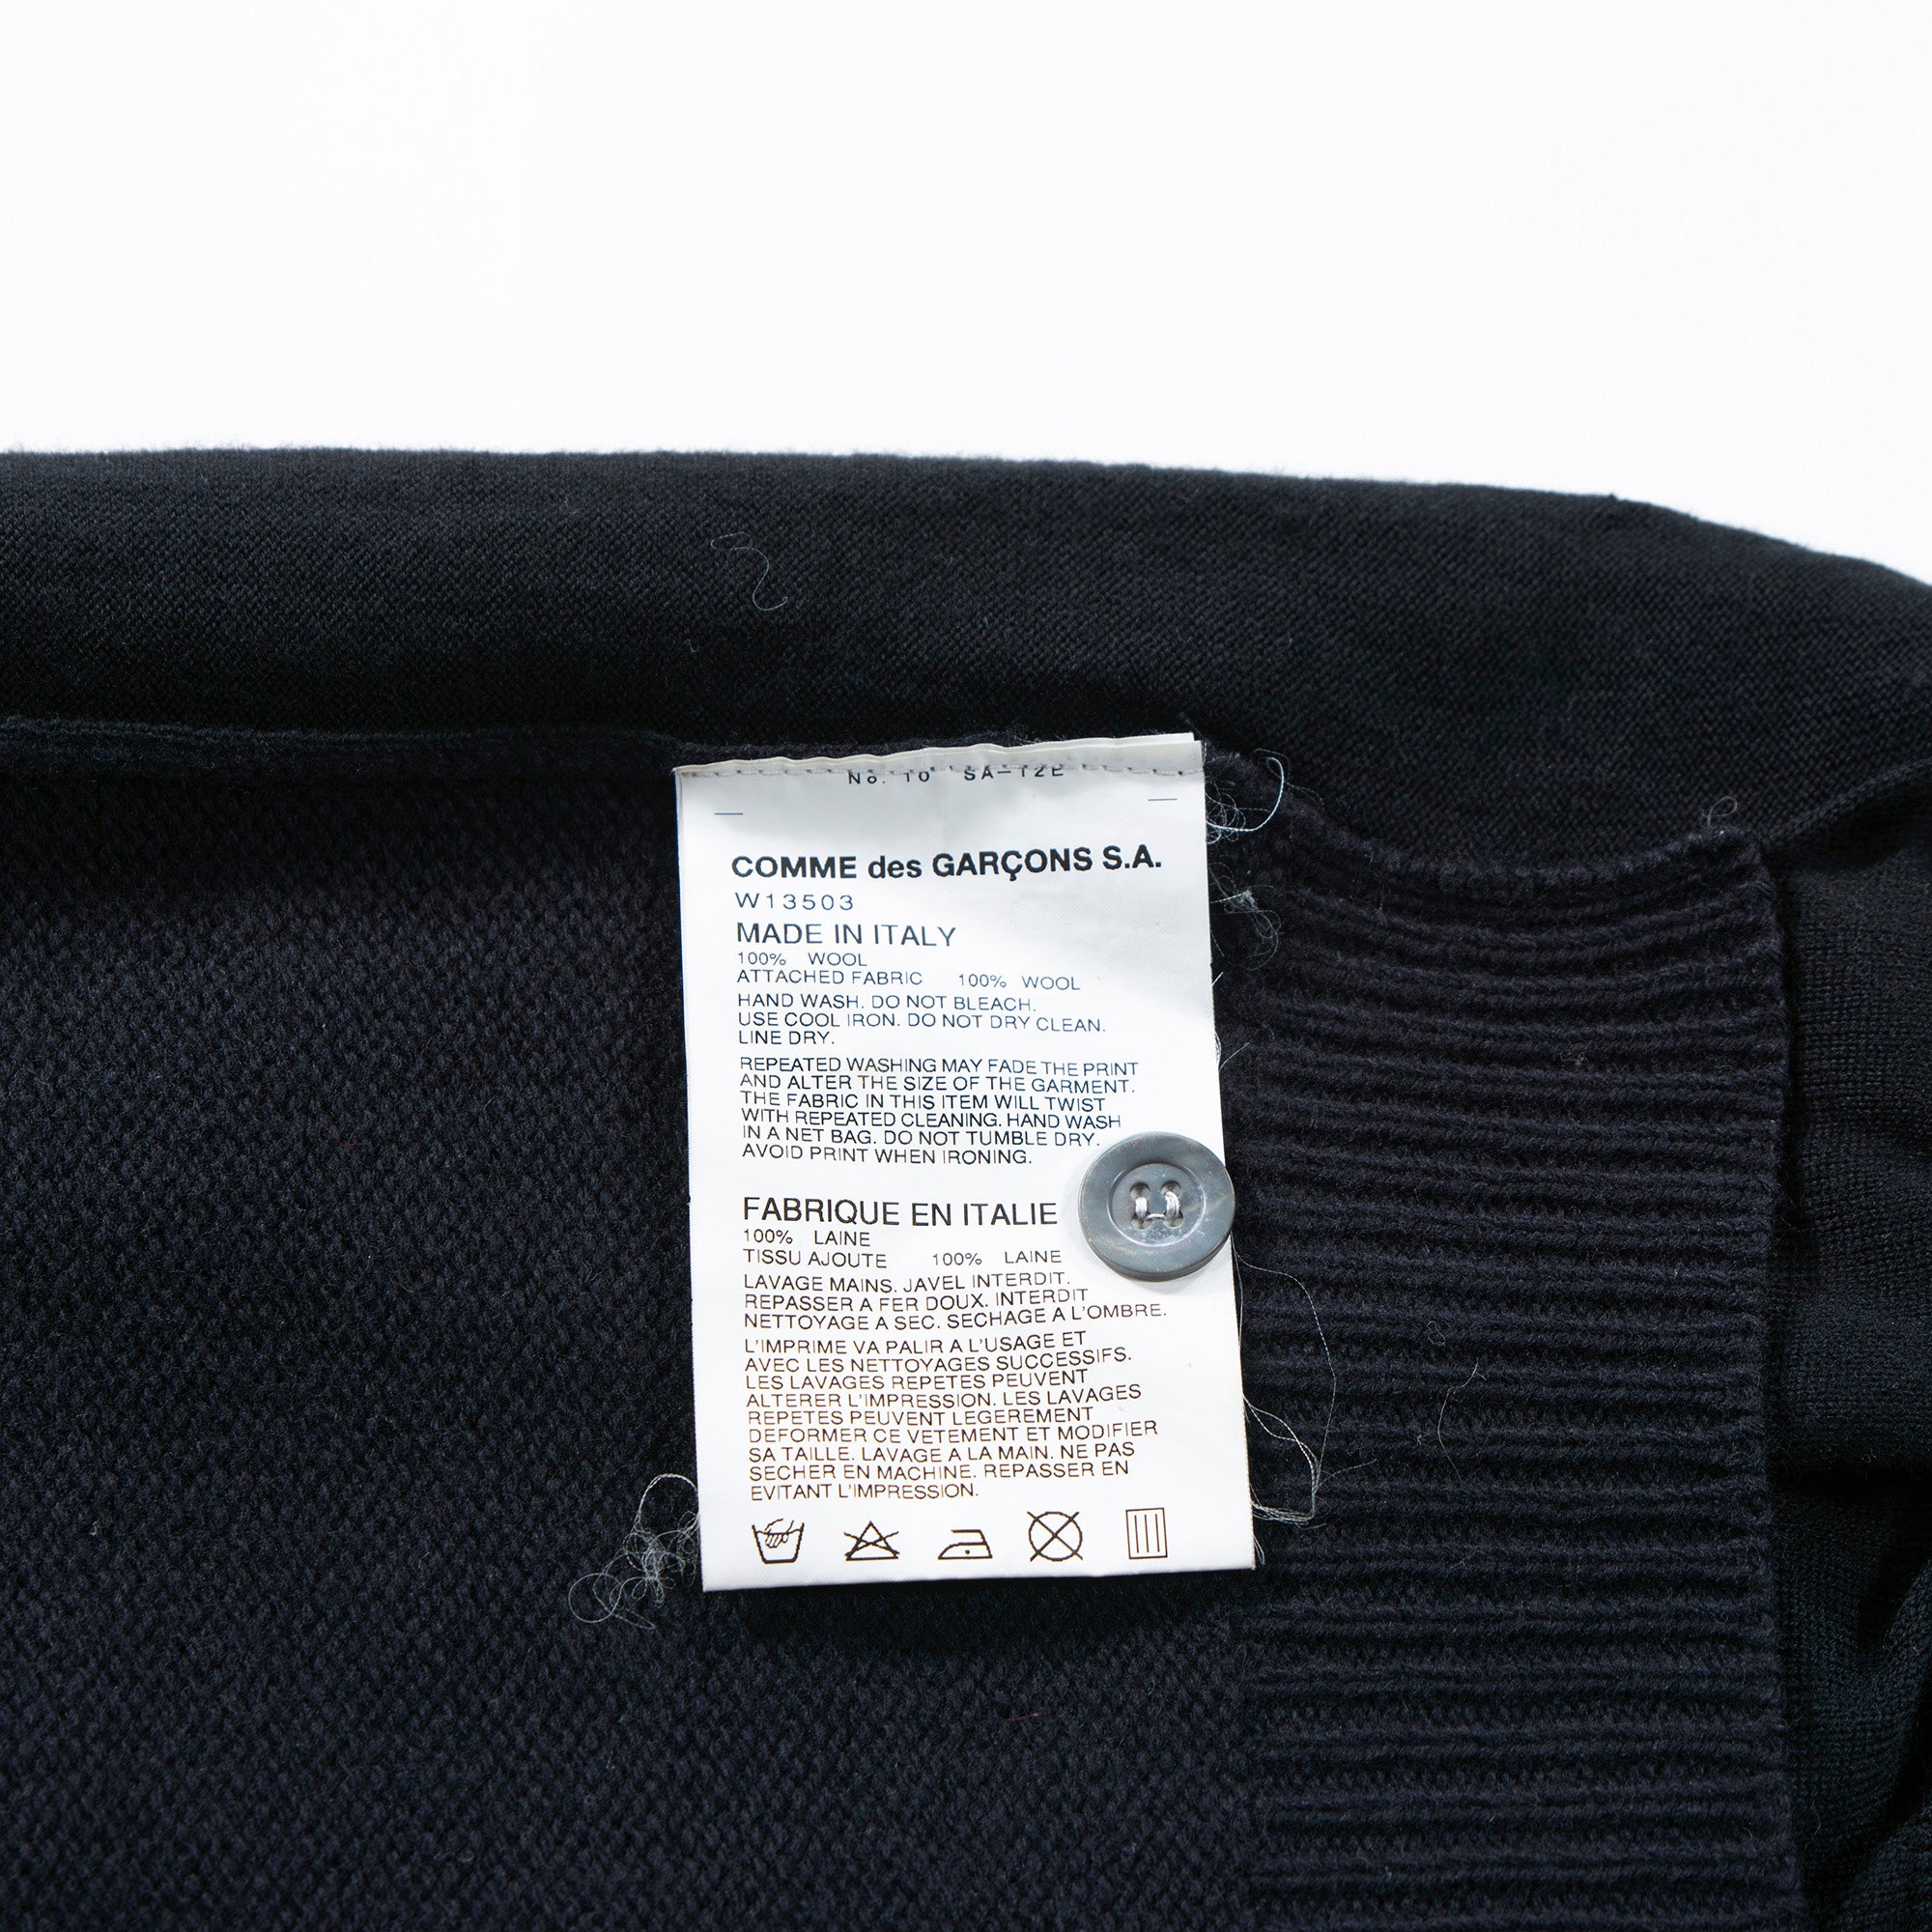 No. 10 SA-12E
COMME des GARÇONS S.A.
W13503
MADE IN ITALY
100% WOOL
ATTACHED FABRIC 100% WOOL
HAND WASH. DO NOT BLEACH.
USE COOL IRON. DO NOT DRY CLEAN.
LINE DRY.
REPEATED WASHING MAY FADE THE PRINT
AND ALTER THE SIZE OF THE GARMENT.
THE FABRIC IN THIS ITEM WILL TWIST
WITH REPEATED CLEANING. HAND WASH
IN A NET BAG. DO NOT TUMBLE DRY.
AVOID PRINT WHEN IRONING.
FABRIQUE EN ITALIE
100% LAINE
TISSU AJOUTE 100% LAINE
LAVAGE MAINS. JAVEL INTERDIT.
REPASSER A FER DOUX. INTERDIT
NETTOYAGE A SEC. SECHAGE A L'OMBRE.
L'IMPRIME VA PALIR A L'USAGE ET
AVEC LES NETTOYAGES SUCCESSIFS.
LES LAVAGES REPETES PEUVENT
ALTERER L'IMPRESSION. LES LAVAGES
REPETES PEUVENT LEGEREMENT
DEFORMER CE VETEMENT ET MODIFIER
SA TAILLE. LAVAGE A LA MAIN. NE PAS
SECHER EN MACHINE. REPASSER EN
EVITANT L'IMPRESSION.